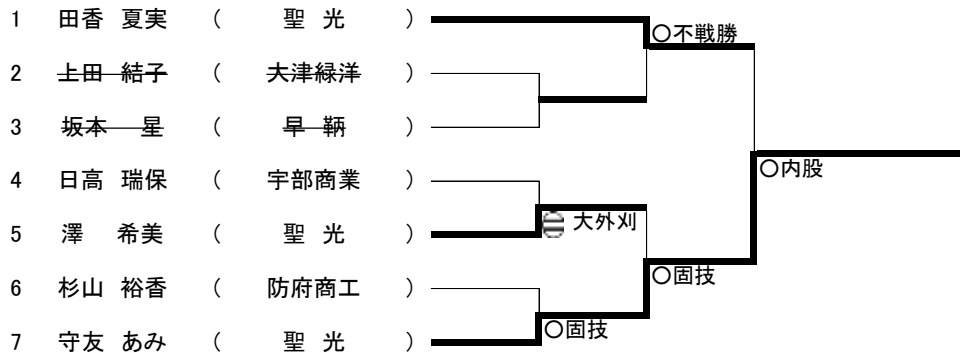 1 田香 夏実 ( 聖 光 )
○不戦勝
2 上田 結子 ( 大津緑洋 )
3 坂本 星 ( 早 鞆 )
○内股
4 日高 瑞保 ( 宇部商業 )
大外刈
5 澤 希美 ( 聖 光 )
○固技
6 杉山 裕香 ( 防府商工 )
○固技
7 守友 あみ ( 聖 光 )